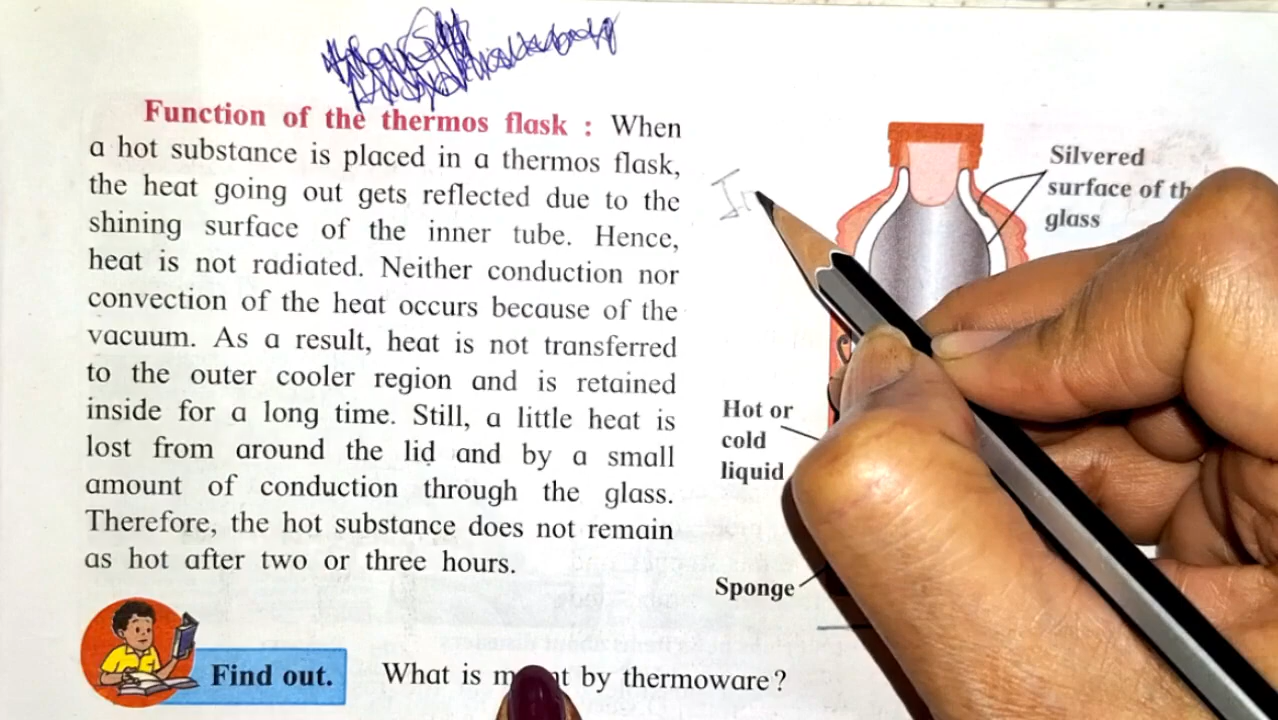 Function of the thermos flask : When
a hot substance is placed in a thermos flask,
the heat going out gets reflected due to the
shining surface of the inner tube. Hence,
heat is not radiated. Neither conduction nor
convection of the heat occurs because of the
vacuum. As a result, heat is not transferred
to the outer cooler region and is retained
inside for a long time. Still, a little heat is
lost from around the lid and by a small
amount of conduction through the glass.
Therefore, the hot substance does not remain
as hot after two or three hours.
Find out. What is by thermoware?
Silvered
surface of
glass
Hot or
cold
liquid
Sponge